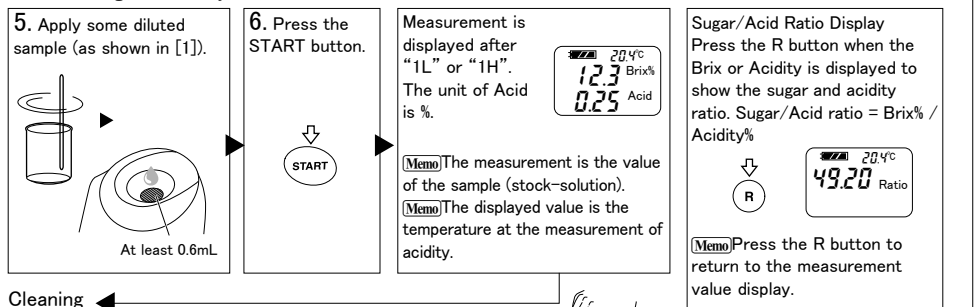 5. Apply some diluted
sample (as shown in [1]).
At least 0.6mL
6. Press the
START button.
START
Measurement is
displayed after
“1L” or “1H”.
The unit of Acid
is %.
20.4°C
12.3 Brix%
0.25 Acid
Memo The measurement is the value
of the sample (stock-solution).
Memo The displayed value is the
temperature at the measurement of
acidity.
Sugar/Acid Ratio Display
Press the R button when the
Brix or Acidity is displayed to
show the sugar and acidity
ratio. Sugar/Acid ratio = Brix% /
Acidity%
R
20.4°C
49.20 Ratio
Memo Press the R button to
return to the measurement
value display.
Cleaning